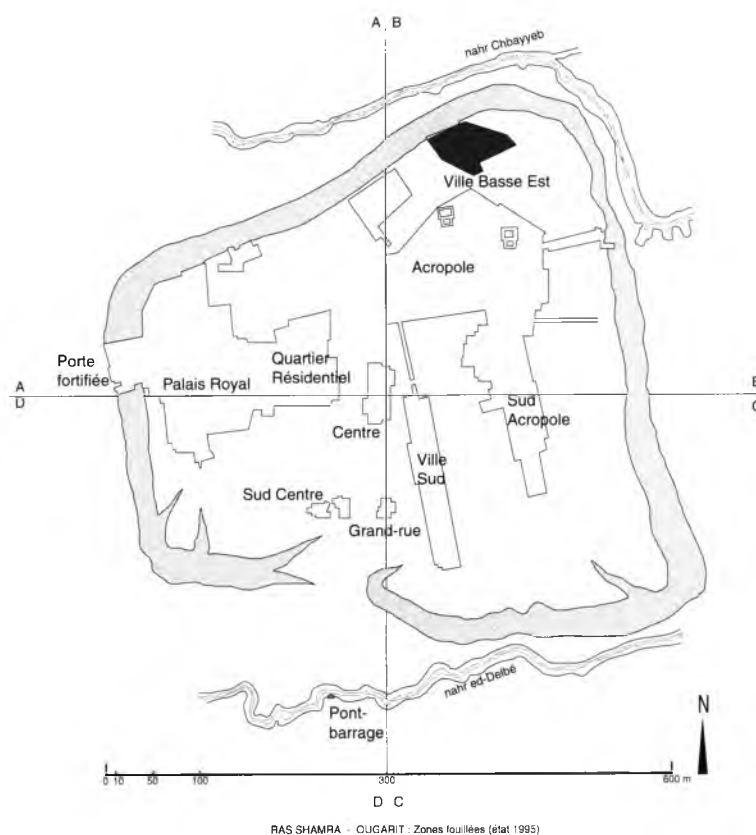 A B
nahr Chbayyeb
Ville Basse Est
Acropole
Porte
fortifiée
Palais Royal
Quartier
Résidentiel
A
D
B
C
Centre
Sud
Acropole
Ville
Sud
Sud Centre
Grand-rue
nahr ed-Delbé
Pont-
barrage
N
0 10 50 100 300 600 m
D C
RAS SHAMRA - OUGARIT : Zones fouillées (état 1995)